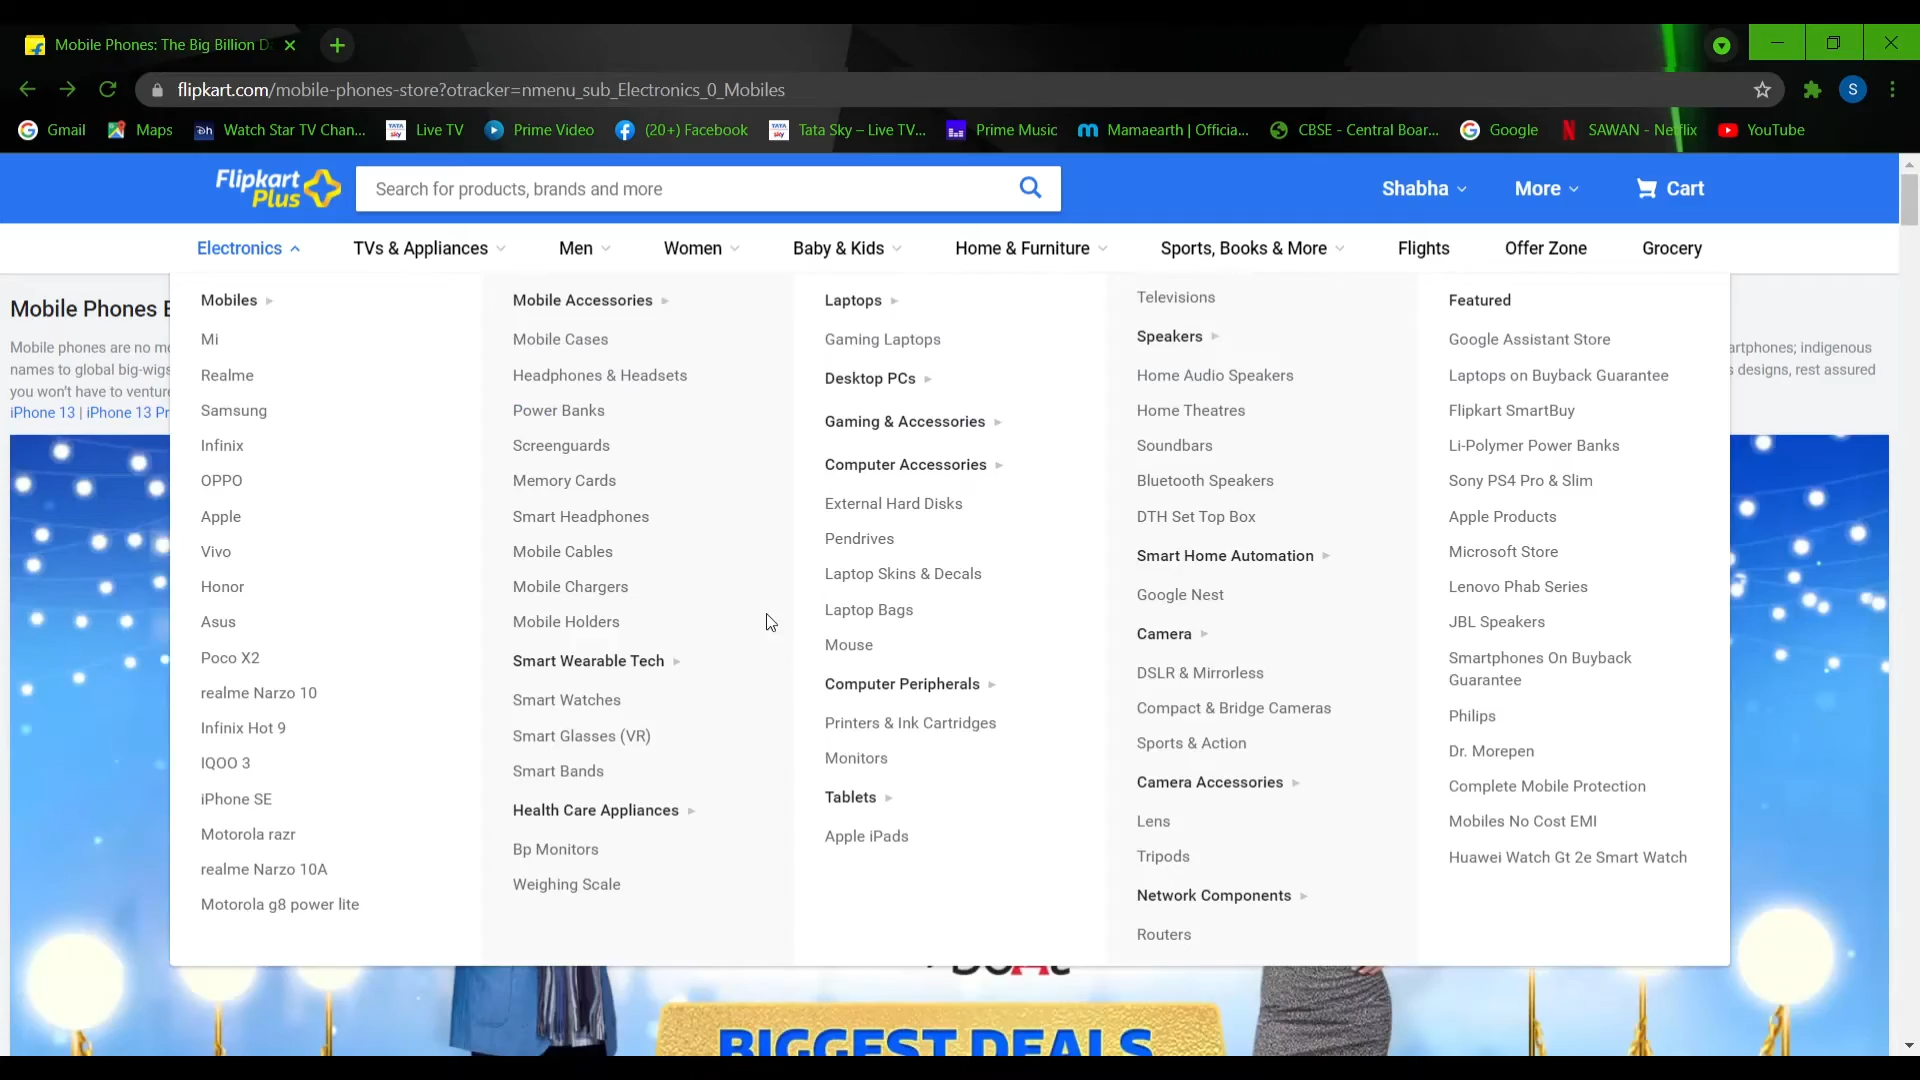 Mobile Phones: The Big Billion D
flipkart.com/mobile-phones-store?otracker=nmenu_sub_Electronics_0_Mobiles
S
Gmail
Maps
Watch Star TV Chan...
Live TV
Prime Video
(20+) Facebook
Tata Sky – Live TV...
Prime Music
Mamaearth | Officia...
CBSE - Central Boar...
Google
SAWAN - Netflix
YouTube
Flipkart
Plus
Search for products, brands and more
Shabha
More
Cart
Electronics
TVs & Appliances
Men
Women
Baby & Kids
Home & Furniture
Sports, Books & More
Flights
Offer Zone
Grocery
Mobile Phones
Mobile phones are no
names to global big-wigs
you won't have to
iPhone 13 | iPhone 13
artphones; indigenous
designs, rest assured
Mobiles
Mi
Realme
Samsung
Infinix
OPPO
Apple
Vivo
Honor
Asus
Poco X2
realme Narzo 10
Infinix Hot 9
IQOO 3
iPhone SE
Motorola razr
realme Narzo 10A
Motorola g8 power lite
Mobile Accessories
Mobile Cases
Headphones & Headsets
Power Banks
Screenguards
Memory Cards
Smart Headphones
Mobile Cables
Mobile Chargers
Mobile Holders
Smart Wearable Tech
Smart Watches
Smart Glasses (VR)
Smart Bands
Health Care Appliances
Bp Monitors
Weighing Scale
Laptops
Gaming Laptops
Desktop PCs
Gaming & Accessories
Computer Accessories
External Hard Disks
Pendrives
Laptop Skins & Decals
Laptop Bags
Mouse
Computer Peripherals
Printers & Ink Cartridges
Monitors
Tablets
Apple iPads
Televisions
Speakers
Home Audio Speakers
Home Theatres
Soundbars
Bluetooth Speakers
DTH Set Top Box
Smart Home Automation
Google Nest
Camera
DSLR & Mirrorless
Compact & Bridge Cameras
Sports & Action
Camera Accessories
Lens
Tripods
Network Components
Routers
Featured
Google Assistant Store
Laptops on Buyback Guarantee
Flipkart SmartBuy
Li-Polymer Power Banks
Sony PS4 Pro & Slim
Apple Products
Microsoft Store
Lenovo Phab Series
JBL Speakers
Smartphones On Buyback
Guarantee
Philips
Dr. Morepen
Complete Mobile Protection
Mobiles No Cost EMI
Huawei Watch Gt 2e Smart Watch
BIGGEST DEALS